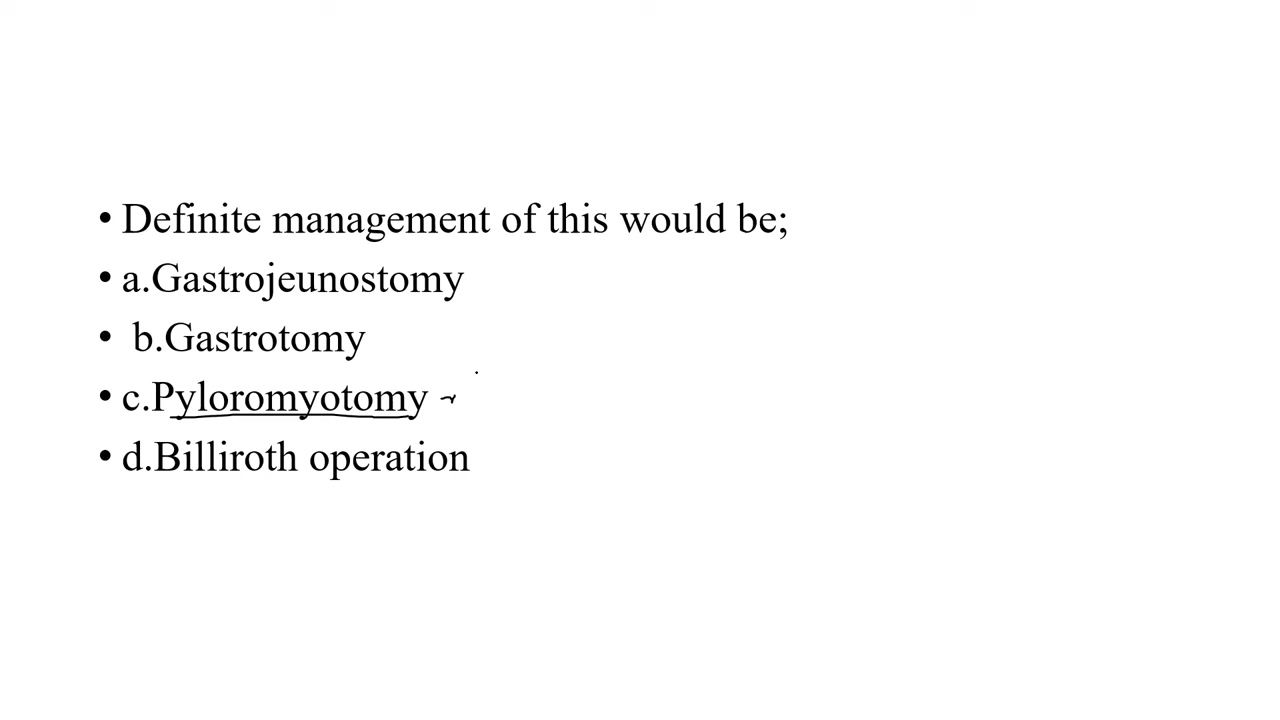 • Definite management of this would be;
• a.Gastrojeunostomy
• b.Gastrotomy
• c.Pyloromyotomy
• d.Billiroth operation